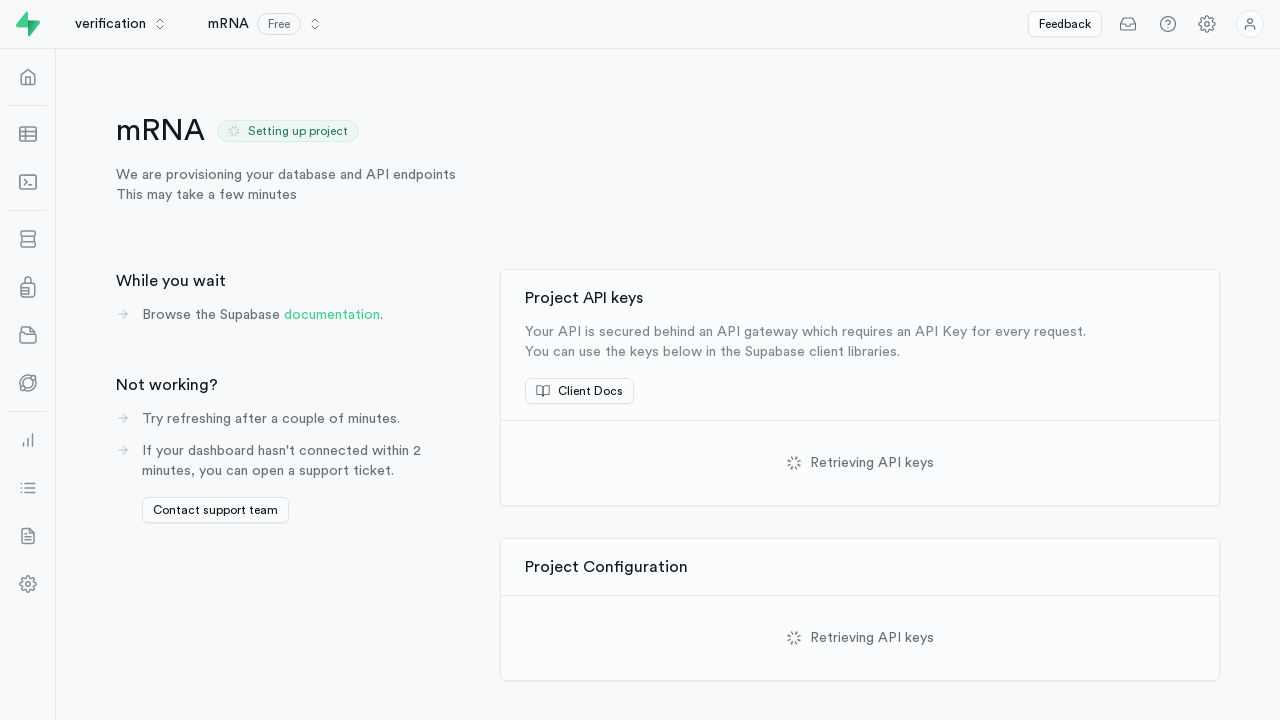 verification
mRNA Free
Feedback
mRNA
Setting up project
We are provisioning your database and API endpoints
This may take a few minutes
While you wait
Browse the Supabase documentation.
Not working?
Try refreshing after a couple of minutes.
If your dashboard hasn't connected within 2
minutes, you can open a support ticket.
Contact support team
Project API keys
Your API is secured behind an API gateway which requires an API Key for every request.
You can use the keys below in the Supabase client libraries.
Client Docs
Retrieving API keys
Project Configuration
Retrieving API keys